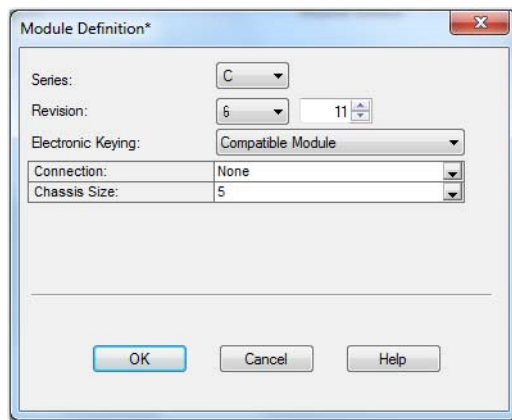 Module Definition*
Series: C
Revision: 6 11
Electronic Keying: Compatible Module
Connection: None
Chassis Size: 5
OK Cancel Help